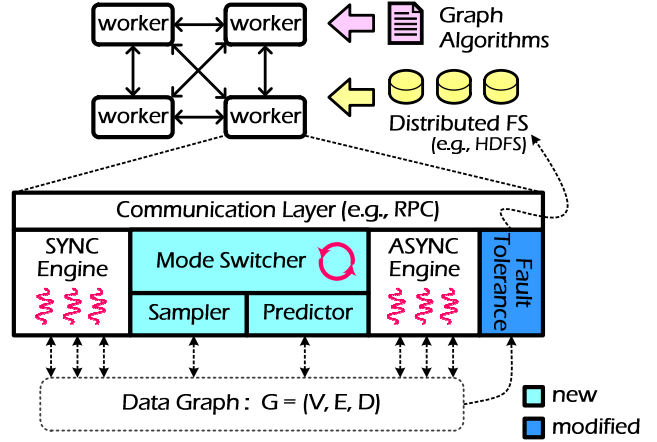 worker
worker
Graph
Algorithms
worker
worker
Distributed FS
(e.g., HDFS)
Communication Layer (e.g., RPC)
SYNC
Engine
Mode Switcher
Sampler
Predictor
ASYNC
Engine
Fault
Tolerance
Data Graph : G = (V, E, D)
new
modified